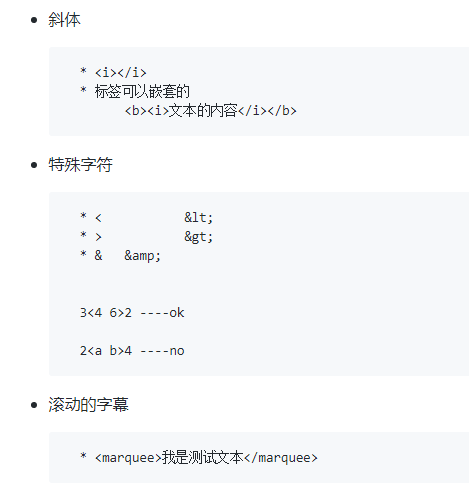 斜体
* <i></i>
* 标签可以嵌套的
<b><i>文本的内容</i></b>
特殊字符
* < &lt;
* > &gt;
* & &amp;
3<4 6>2 ----ok
2<a b>4 ----no
滚动的字幕
* <marquee>我是测试文本</marquee>